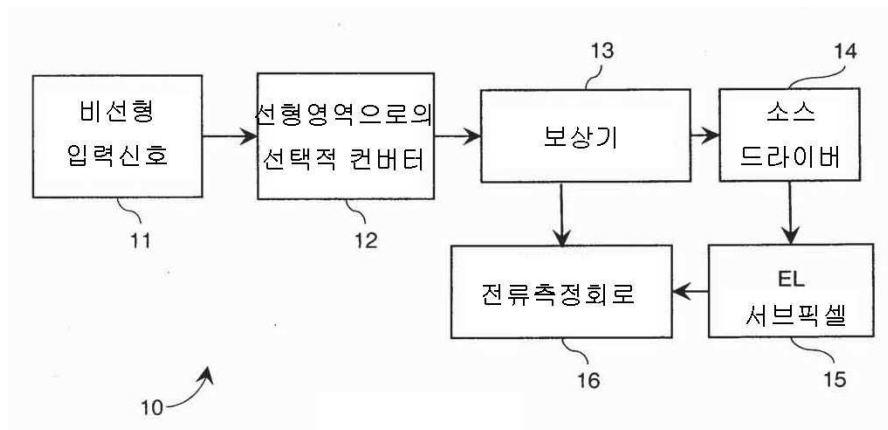 비선형
입력신호
11
선형영역으로의
선택적 컨버터
12
13
보상기
14
소스
드라이버
전류측정회로
16
EL
서브픽셀
15
10